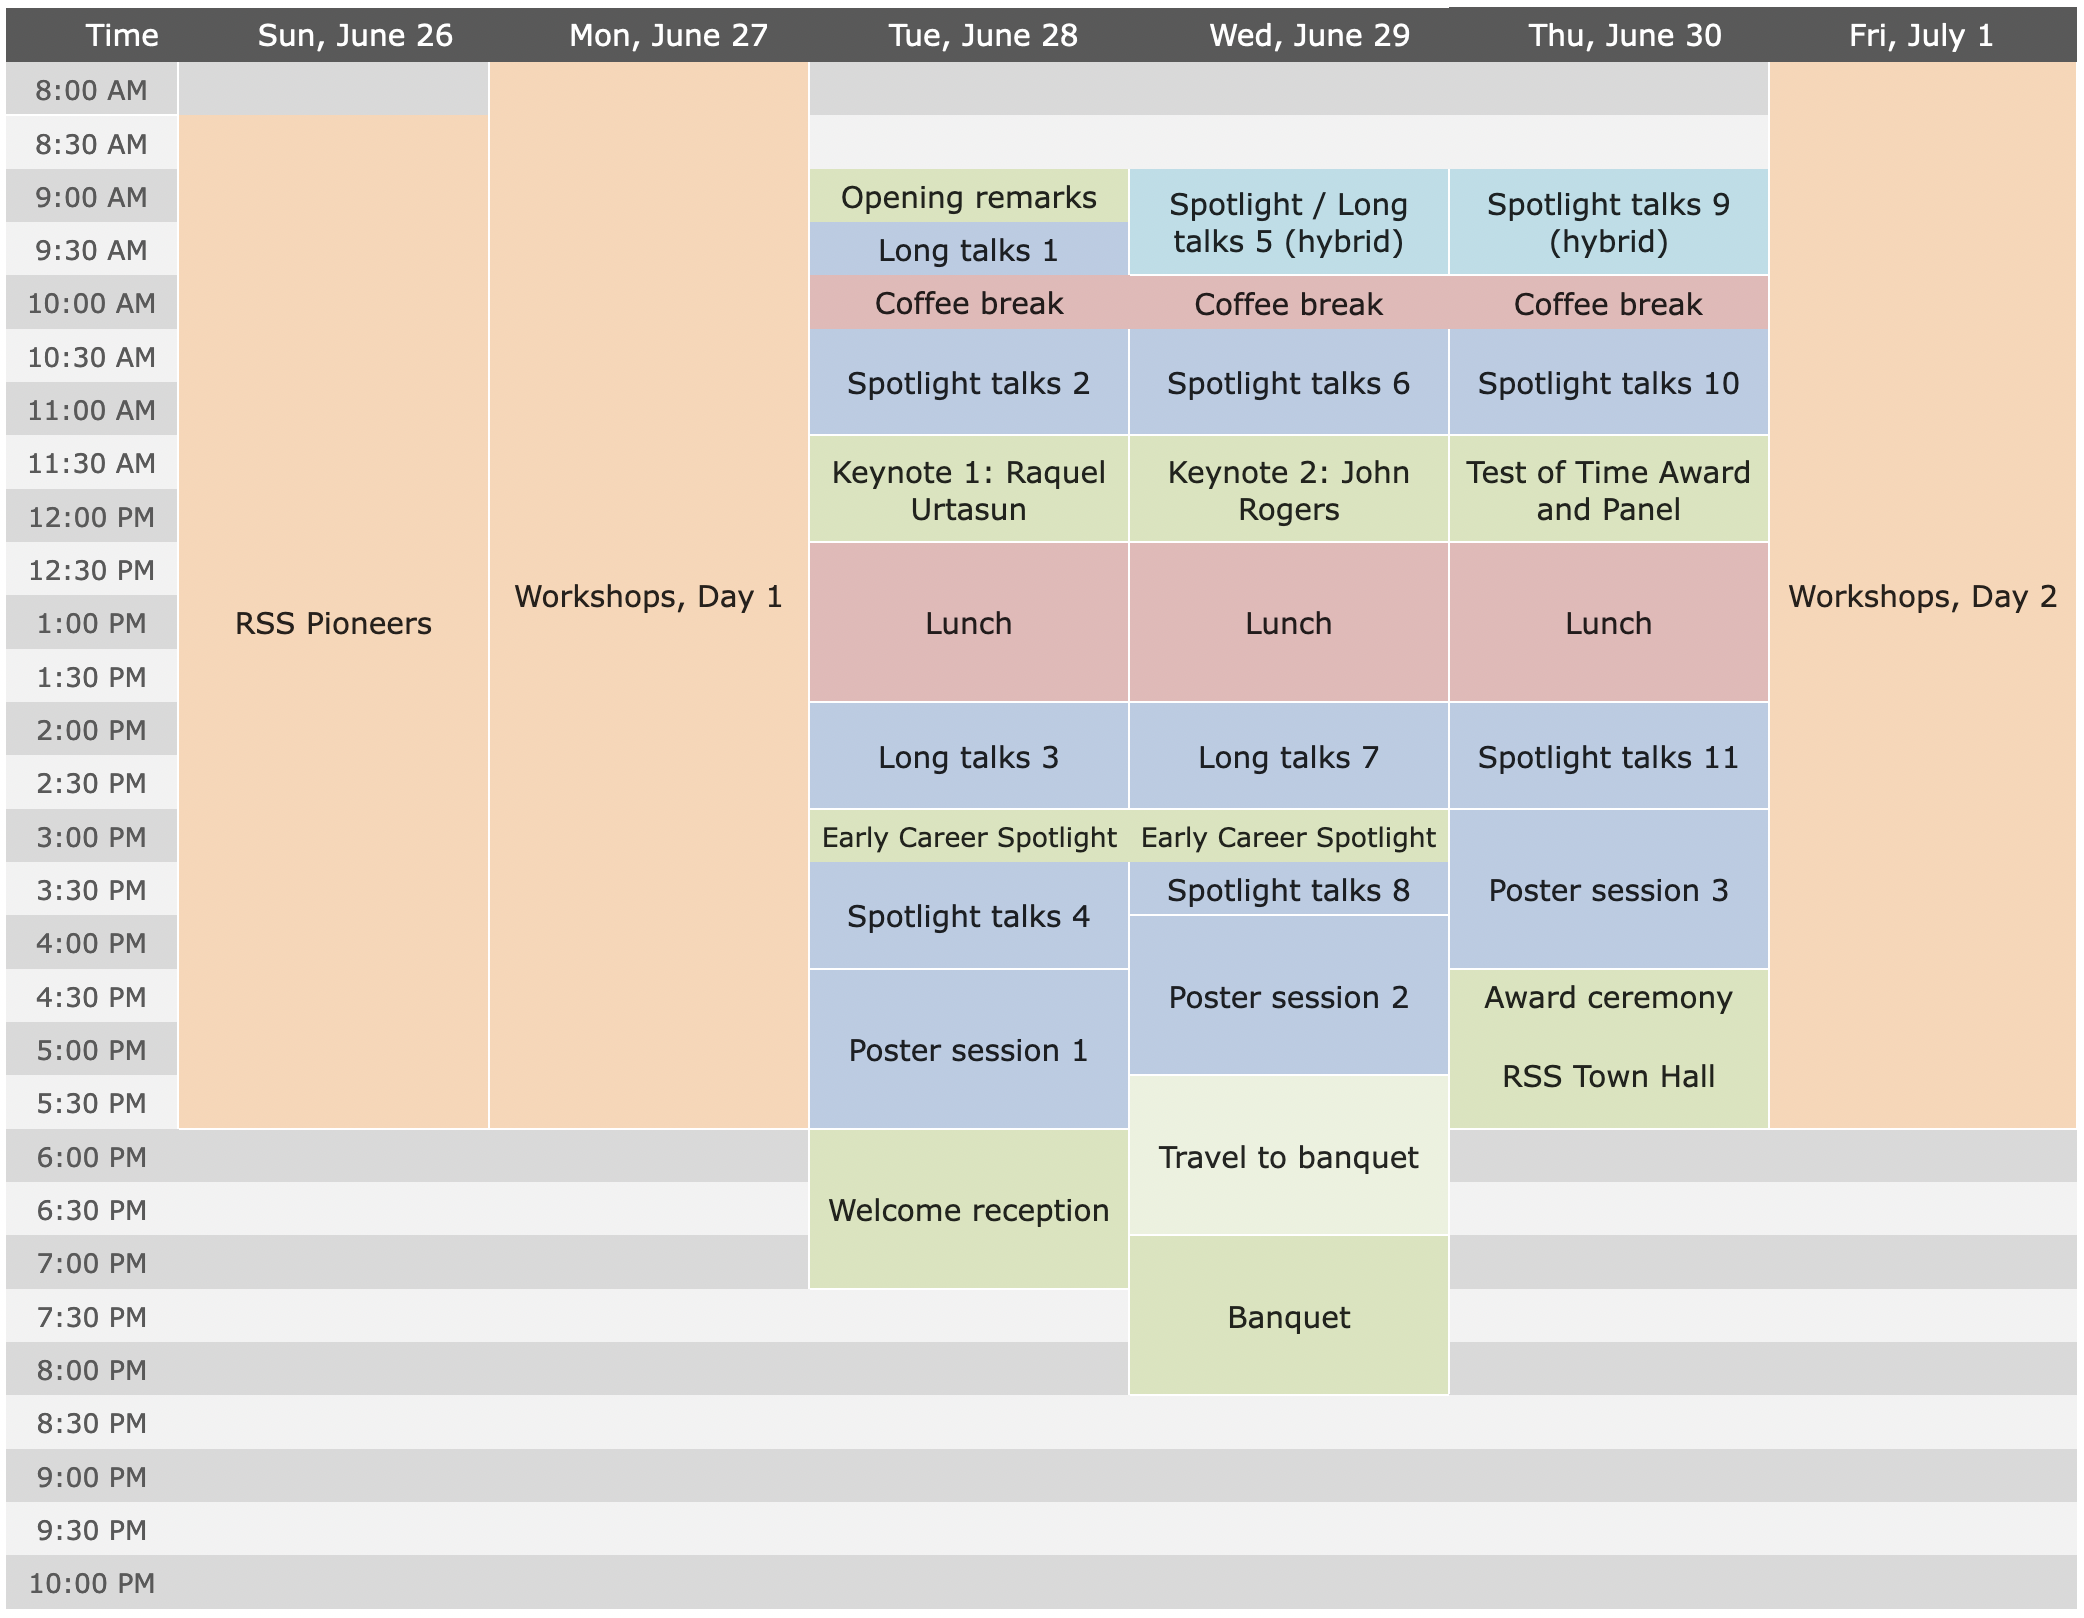 Time Sun, June 26 Mon, June 27 Tue, June 28 Wed, June 29 Thu, June 30 Fri, July 1
8:00 AM
8:30 AM
9:00 AM Opening remarks Spotlight / Long Spotlight talks 9
9:30 AM Long talks 1 talks 5 (hybrid) (hybrid)
10:00 AM Coffee break Coffee break Coffee break
10:30 AM
Spotlight talks 2 Spotlight talks 6 Spotlight talks 10
11:00 AM
11:30 AM Keynote 1: Raquel Keynote 2: John Test of Time Award
12:00 PM Urtasun Rogers and Panel
12:30 PM
Workshops, Day 1 Workshops, Day 2
1:00 PM RSS Pioneers Lunch Lunch Lunch
1:30 PM
2:00 PM
Long talks 3 Long talks 7 Spotlight talks 11
2:30 PM
3:00 PM Early Career Spotlight Early Career Spotlight
3:30 PM Spotlight talks 8 Poster session 3
Spotlight talks 4
4:00 PM
4:30 PM Poster session 2 Award ceremony
5:00 PM Poster session 1
RSS Town Hall
5:30 PM
6:00 PM Travel to banquet
6:30 PM Welcome reception
7:00 PM
7:30 PM Banquet
8:00 PM
8:30 PM
9:00 PM
9:30 PM
10:00 PM